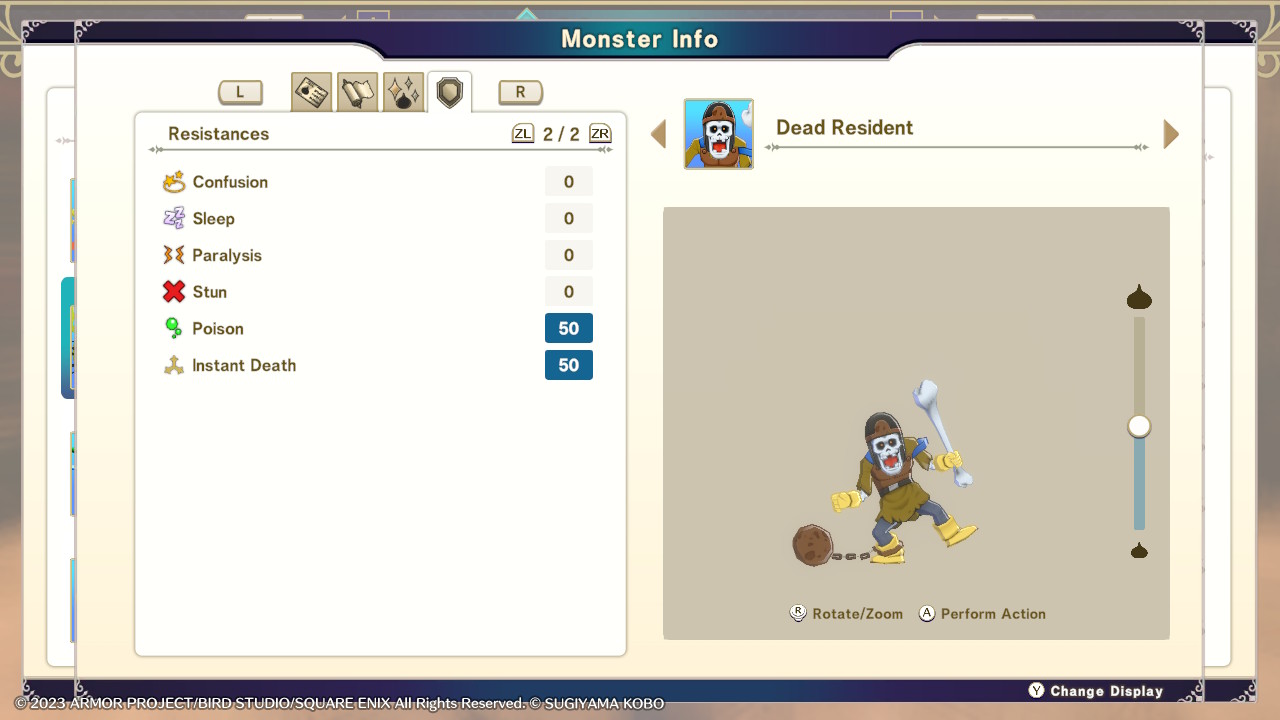 Monster Info
L
R
Resistances
ZL 2 / 2 ZR
Dead Resident
Confusion 0
Sleep 0
Paralysis 0
Stun 0
Poison 50
Instant Death 50
R Rotate/Zoom A Perform Action
Y Change Display
© 2023 ARMOR PROJECT/BIRD STUDIO/SQUARE ENIX All Rights Reserved. © SUGIYAMA KOBO